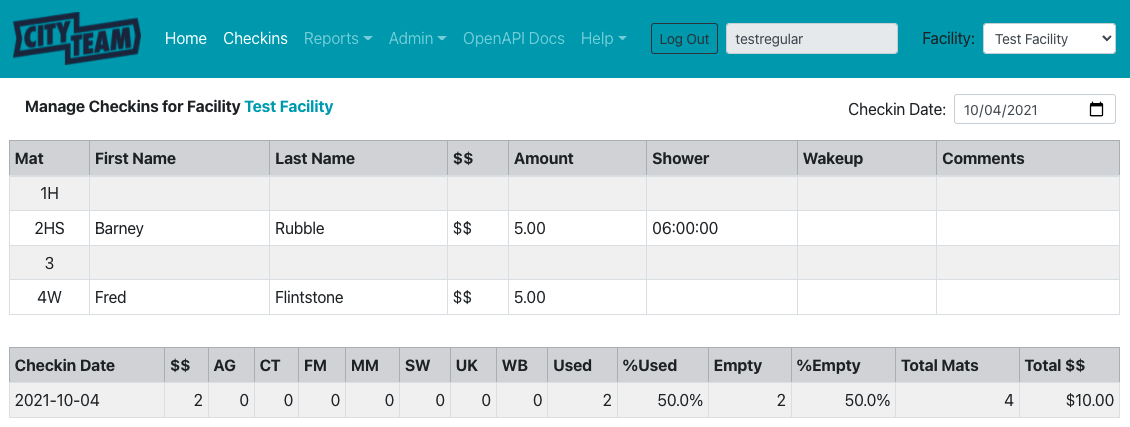 CITY TEAM Home Checkins Reports Admin OpenAPI Docs Help Log Out testregular Facility: Test Facility
Manage Checkins for Facility Test Facility Checkin Date: 10/04/2021
Mat First Name Last Name $$ Amount Shower Wakeup Comments
1H
2HS Barney Rubble $$ 5.00 06:00:00
3
4W Fred Flintstone $$ 5.00
Checkin Date $$ AG CT FM MM SW UK WB Used %Used Empty %Empty Total Mats Total $$
2021-10-04 2 0 0 0 0 0 0 0 2 50.0% 2 50.0% 4 $10.00